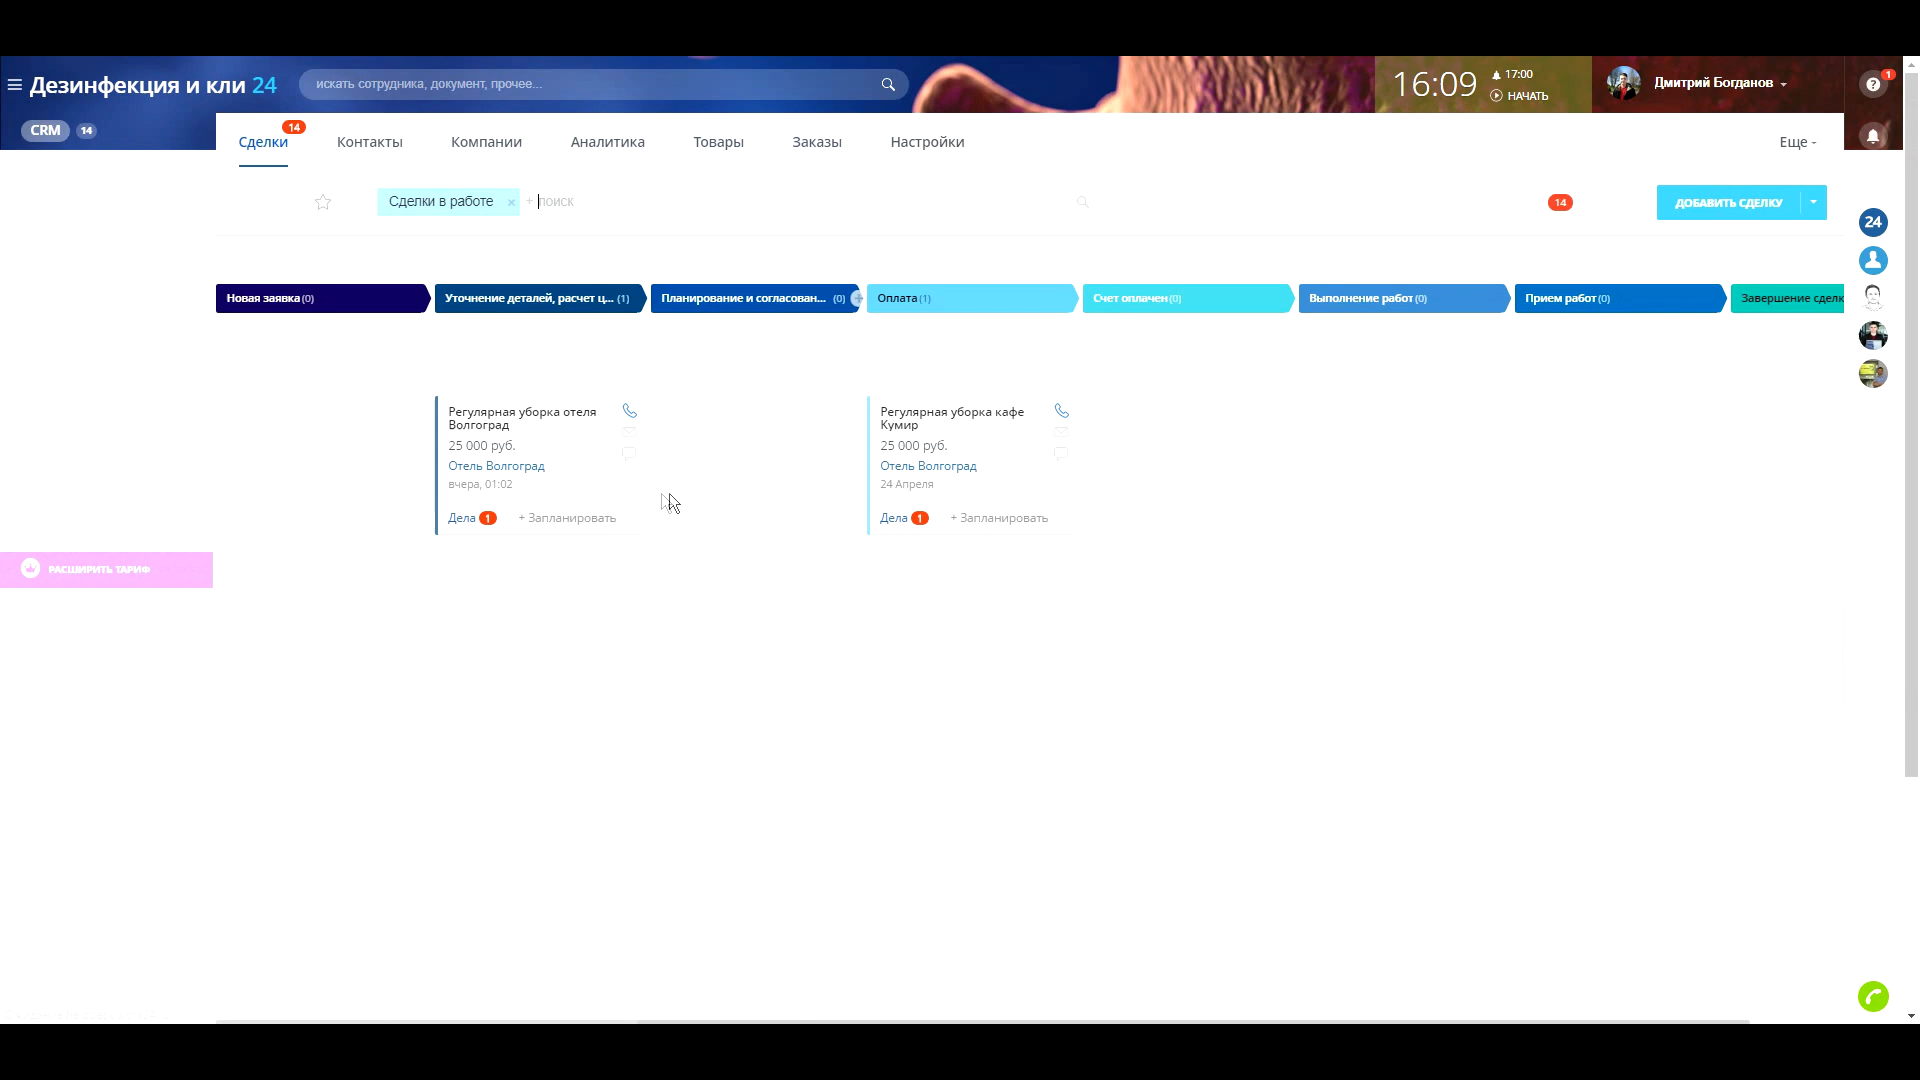 Дезинфекция и кли 24
искать сотрудника, документ, прочее...
16:09
17:00
НАЧАТЬ
Дмитрий Богданов
1
CRM 14
Сделки 14
Контакты
Компании
Аналитика
Товары
Заказы
Настройки
Еще
Сделки в работе × + поиск
14
ДОБАВИТЬ СДЕЛКУ
24
Новая заявка (0)
Уточнение деталей, расчет ц... (1)
Планирование и согласован... (0)
Оплата (1)
Счет оплачен (0)
Выполнение работ (0)
Прием работ (0)
Завершение сделк
Регулярная уборка отеля
Волгоград
25 000 руб.
Отель Волгоград
вчера, 01:02
Дела 1 + Запланировать
Регулярная уборка кафе
Кумир
25 000 руб.
Отель Волгоград
24 Апреля
Дела 1 + Запланировать
РАСШИРИТЬ ТАРИФ